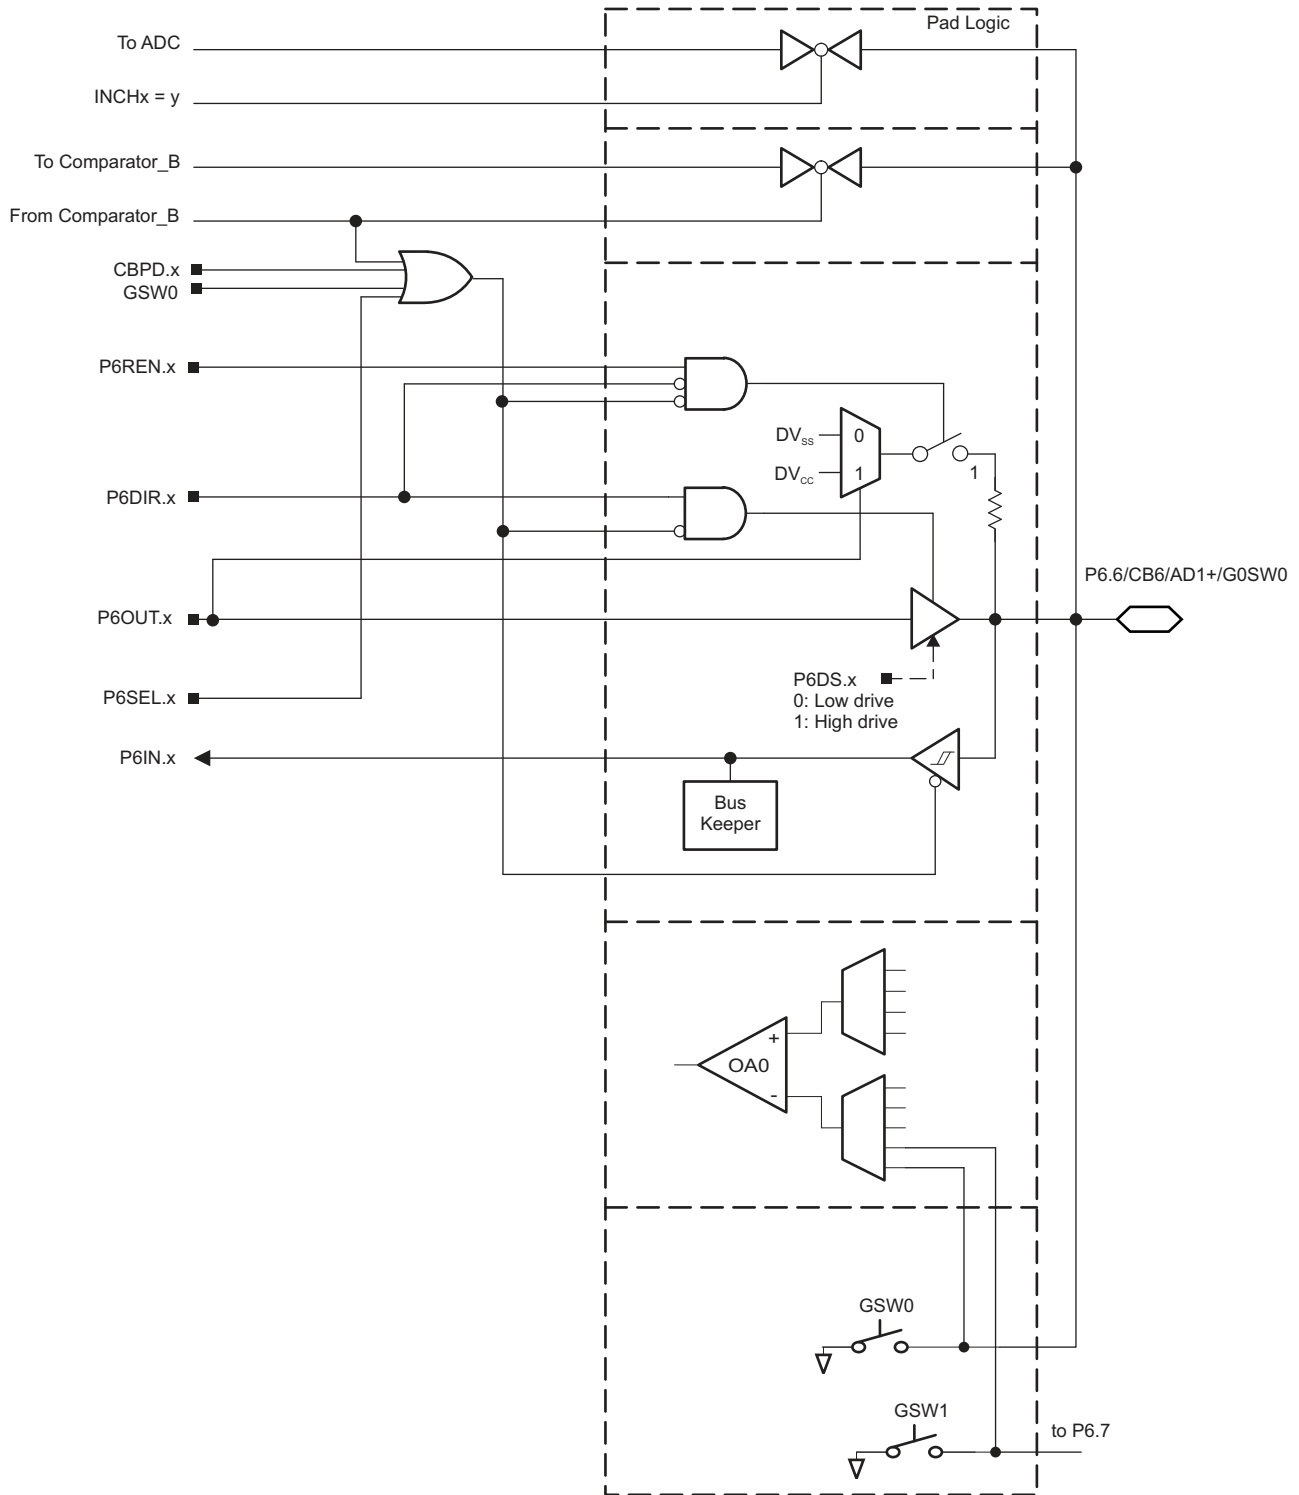 Pad Logic
To ADC
INCHx = y
To Comparator_B
From Comparator_B
CBPD.x
GSW0
P6REN.x
DVSS
0
DVCC
1
1
P6DIR.x
P6.6/CB6/AD1+/G0SW0
P6OUT.x
P6DS.x
0: Low drive
1: High drive
P6SEL.x
P6IN.x
Bus
Keeper
+
OA0
-
GSW0
GSW1
to P6.7